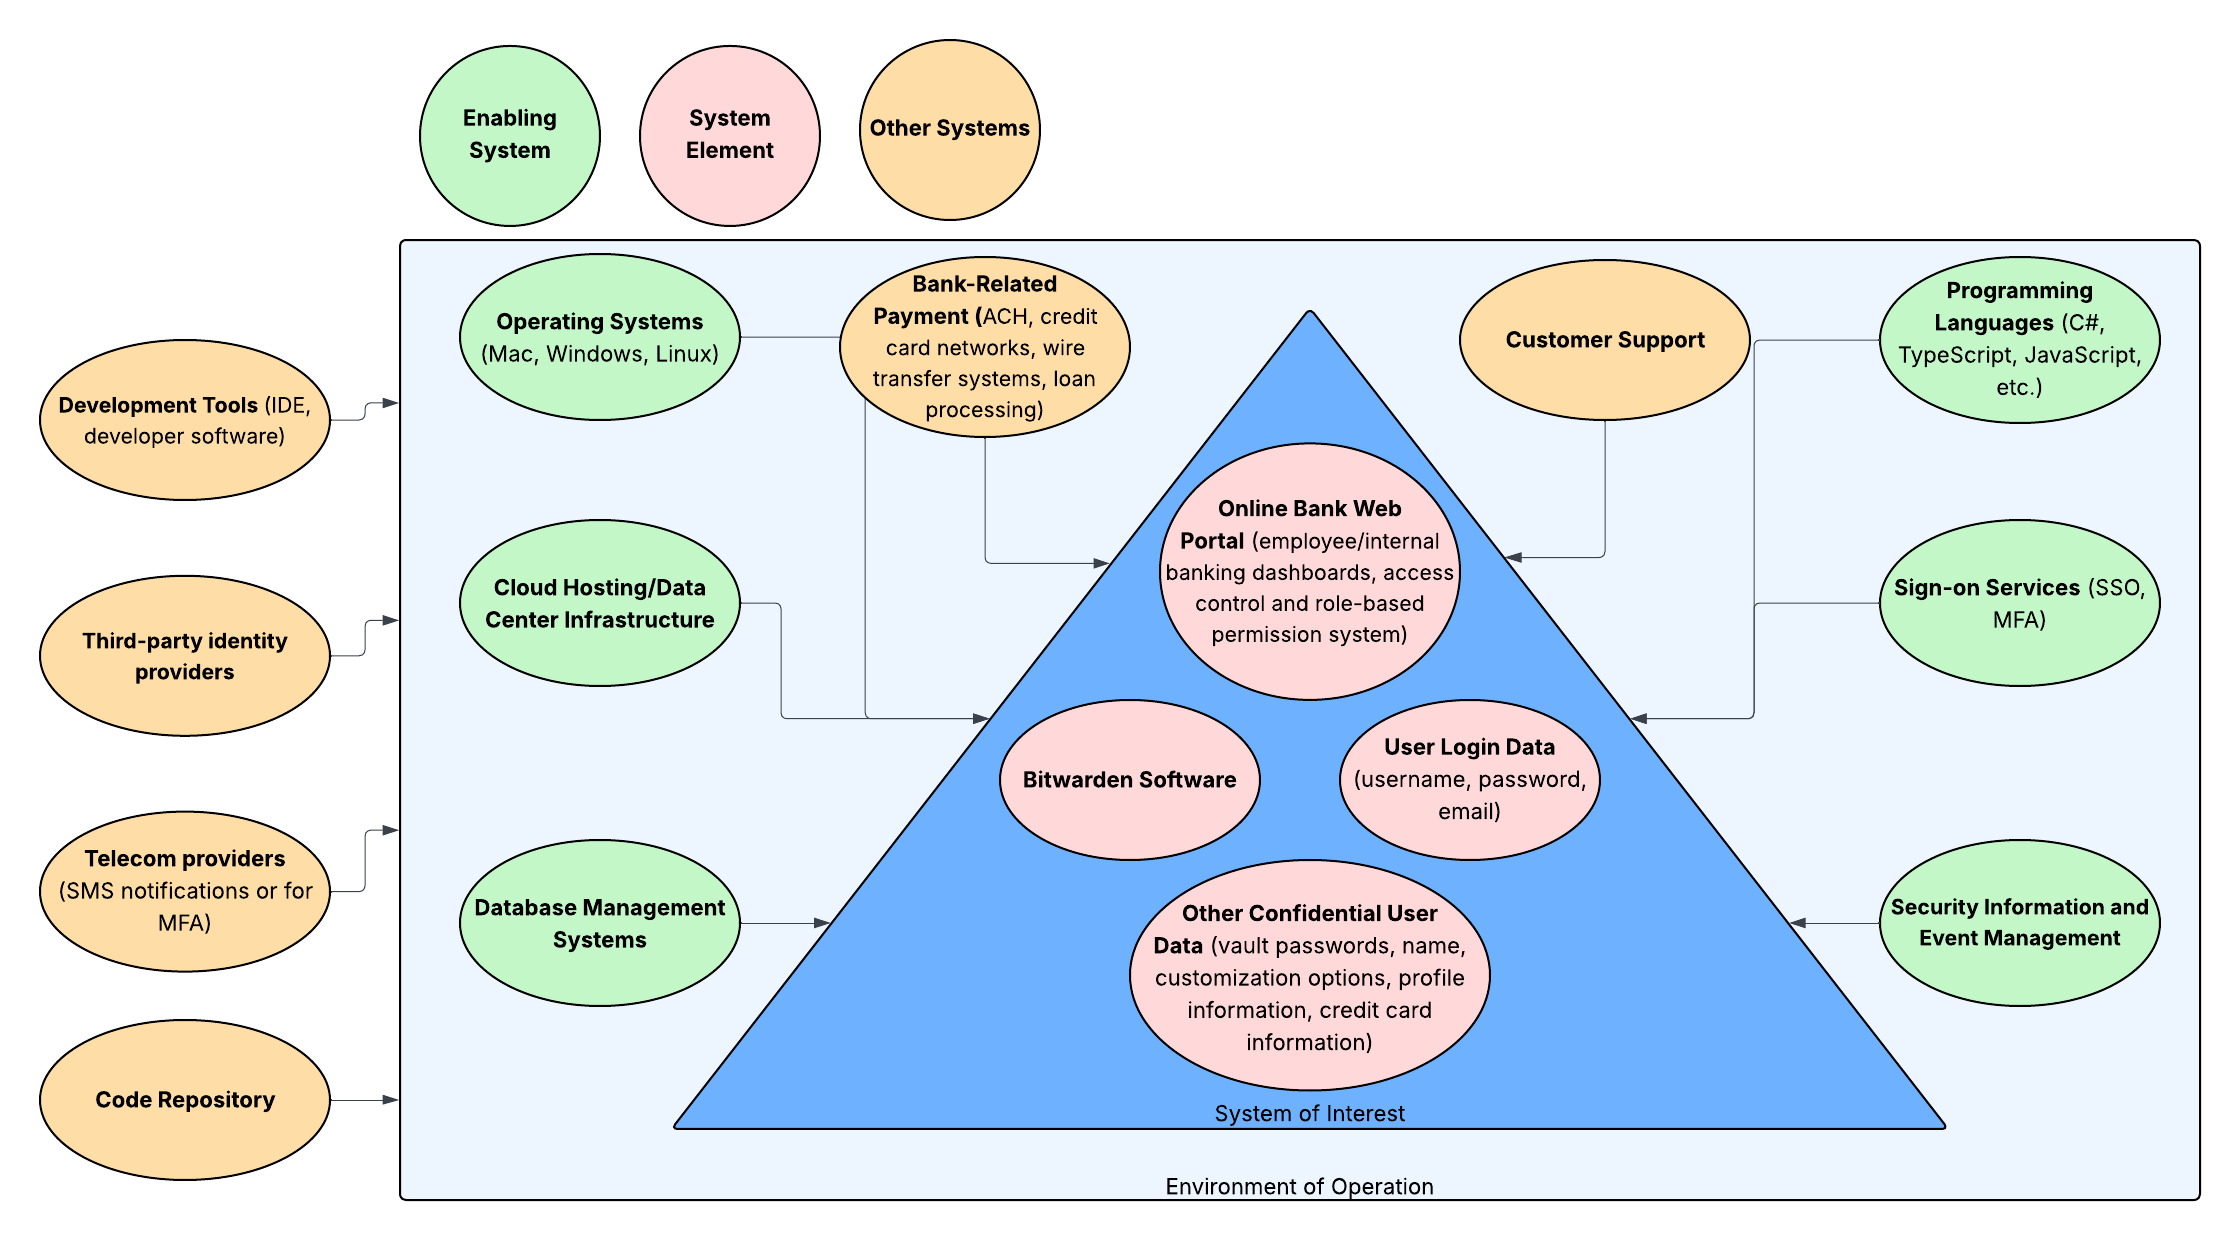 Enabling
System
System
Element
Other Systems
Operating Systems
(Mac, Windows, Linux)
Bank-Related
Payment (ACH, credit
card networks, wire
transfer systems, loan
processing)
Customer Support
Programming
Languages (C#,
TypeScript, JavaScript,
etc.)
Development Tools (IDE,
developer software)
Online Bank Web
Portal (employee/internal
banking dashboards, access
control and role-based
permission system)
Cloud Hosting/Data
Center Infrastructure
Sign-on Services (SSO,
MFA)
Third-party identity
providers
Bitwarden Software
User Login Data
(username, password,
email)
Telecom providers
(SMS notifications or for
MFA)
Database Management
Systems
Other Confidential User
Data (vault passwords, name,
customization options, profile
information, credit card
information)
Security Information and
Event Management
Code Repository
System of Interest
Environment of Operation